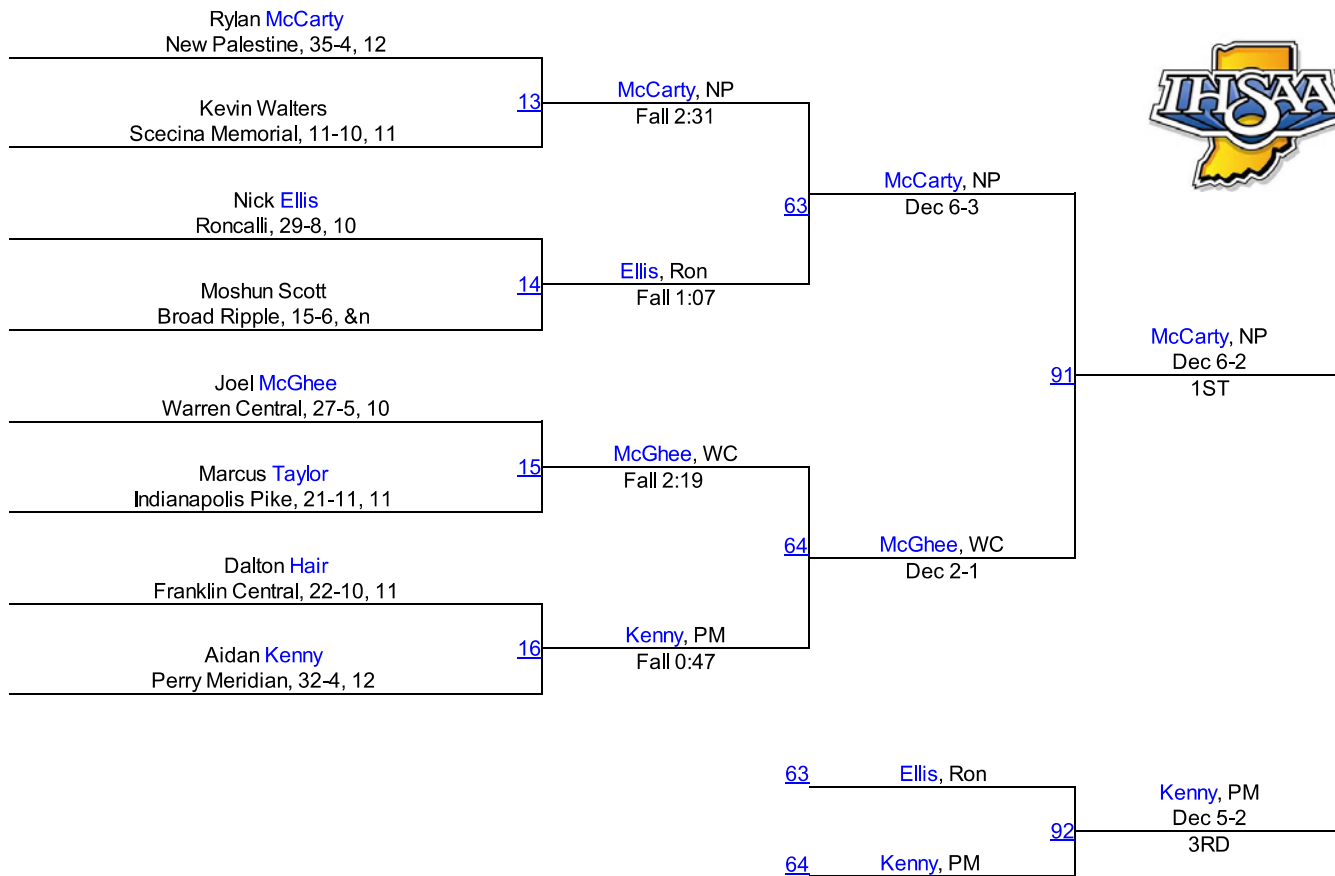 Rylan McCarty
New Palestine, 35-4, 12
13
Kevin Walters
Scecina Memorial, 11-10, 11
McCarty, NP
Fall 2:31
Nick Ellis
Roncalli, 29-8, 10
14
Moshun Scott
Broad Ripple, 15-6, &n
Ellis, Ron
Fall 1:07
63
McCarty, NP
Dec 6-3
Joel McGhee
Warren Central, 27-5, 10
15
Marcus Taylor
Indianapolis Pike, 21-11, 11
McGhee, WC
Fall 2:19
Dalton Hair
Franklin Central, 22-10, 11
16
Aidan Kenny
Perry Meridian, 32-4, 12
Kenny, PM
Fall 0:47
64
McGhee, WC
Dec 2-1
91
McCarty, NP
Dec 6-2
1ST
IHSAA
63
Ellis, Ron
64
Kenny, PM
92
Kenny, PM
Dec 5-2
3RD